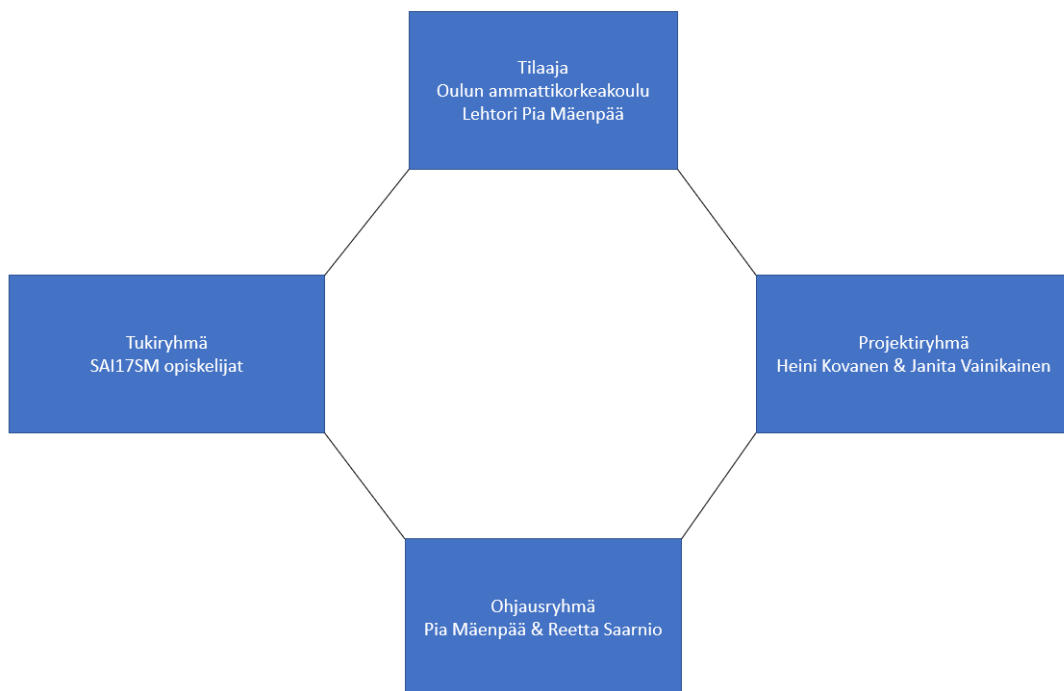 Tilaaja
Oulun ammattikorkeakoulu
Lehtori Pia Mäenpää
Tukiryhmä
SAI17SM opiskelijat
Projektiryhmä
Heini Kovanen & Janita Vainikainen
Ohjausryhmä
Pia Mäenpää & Reetta Saarnio